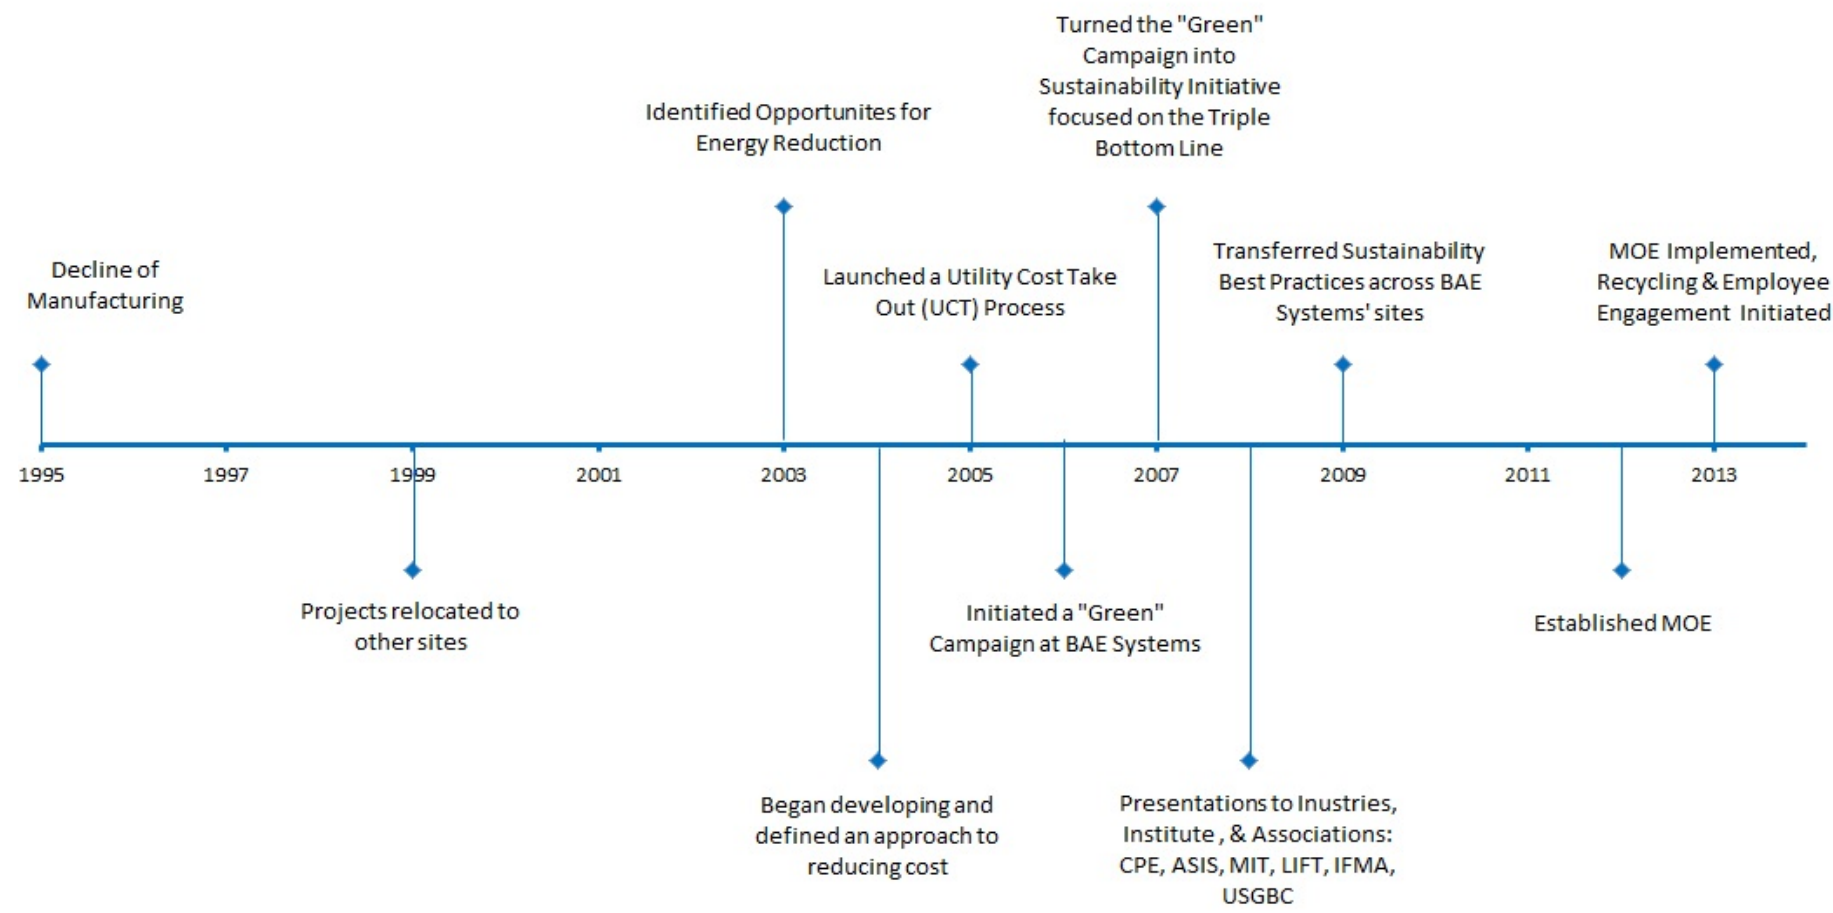 Turned the "Green"
Campaign into
Sustainability Initiative
focused on the Triple
Bottom Line
Identified Opportunites for
Energy Reduction
Decline of
Manufacturing
Launched a Utility Cost Take
Out (UCT) Process
Transferred Sustainability
Best Practices across BAE
Systems' sites
MOE Implemented,
Recycling & Employee
Engagement Initiated
1995 1997 1999 2001 2003 2005 2007 2009 2011 2013
Projects relocated to
other sites
Initiated a "Green"
Campaign at BAE Systems
Established MOE
Began developing and
defined an approach to
reducing cost
Presentations to Inustries,
Institute , & Associations:
CPE, ASIS, MIT, LIFT, IFMA,
USGBC